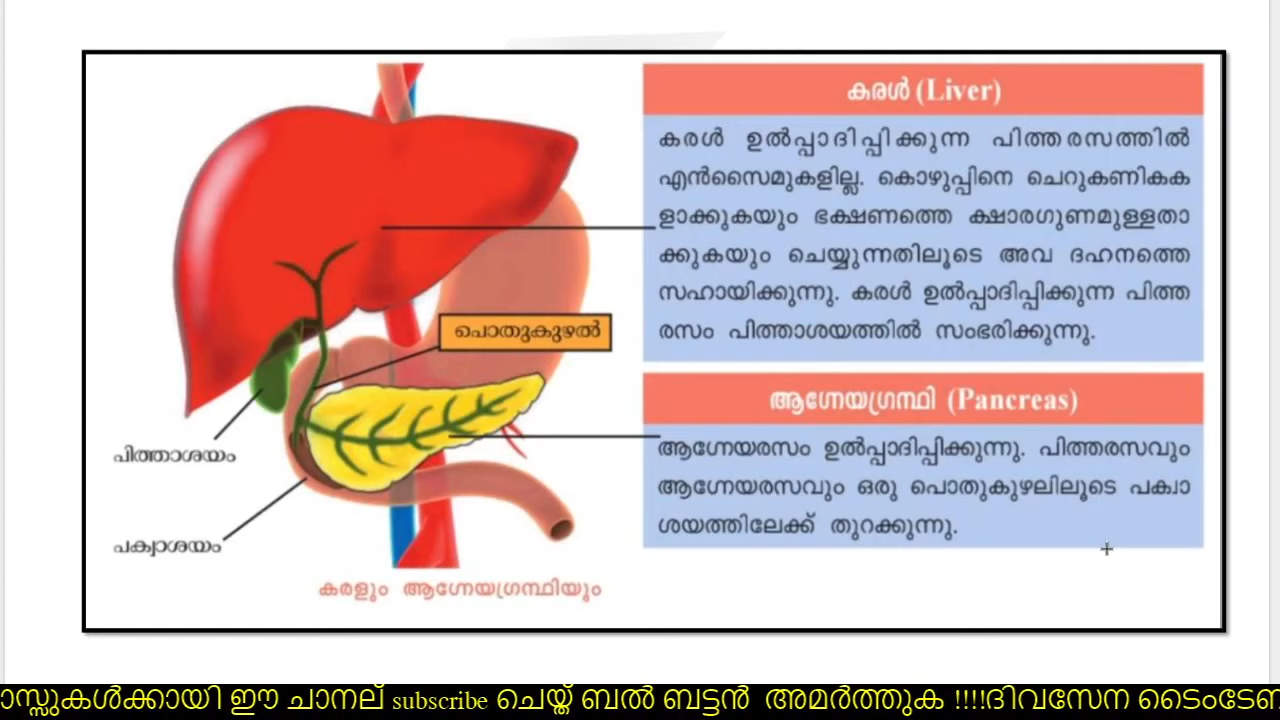 കരൾ (Liver)
കരൾ ഉൽപ്പാദിപ്പിക്കുന്ന പിത്തരസത്തിൽ
എൻസൈമുകളില്ല. കൊഴുപ്പിനെ ചെറുകണികക
ളാക്കുകയും ഭക്ഷണത്തെ ക്ഷാരഗുണമുള്ളതാ
ക്കുകയും ചെയ്യുന്നതിലൂടെ അവ ദഹനത്തെ
സഹായിക്കുന്നു. കരൾ ഉൽപ്പാദിപ്പിക്കുന്ന പിത്ത
രസം പിത്താശയത്തിൽ സംഭരിക്കുന്നു.
പൊതുകുഴൽ
ആഗ്നേയഗ്രന്ഥി (Pancreas)
ആഗ്നേയരസം ഉൽപ്പാദിപ്പിക്കുന്നു. പിത്തരസവും
ആഗ്നേയരസവും ഒരു പൊതുകുഴലിലൂടെ പക്വാ
ശയത്തിലേക്ക് തുറക്കുന്നു.
പിത്താശയം
പക്വാശയം
കരളും ആഗ്നേയഗ്രന്ഥിയും
ഈ ചാനല് subscribe ചെയ്ത് ബൽ ബട്ടൻ അമർത്തുക !!!!ദിവസേന